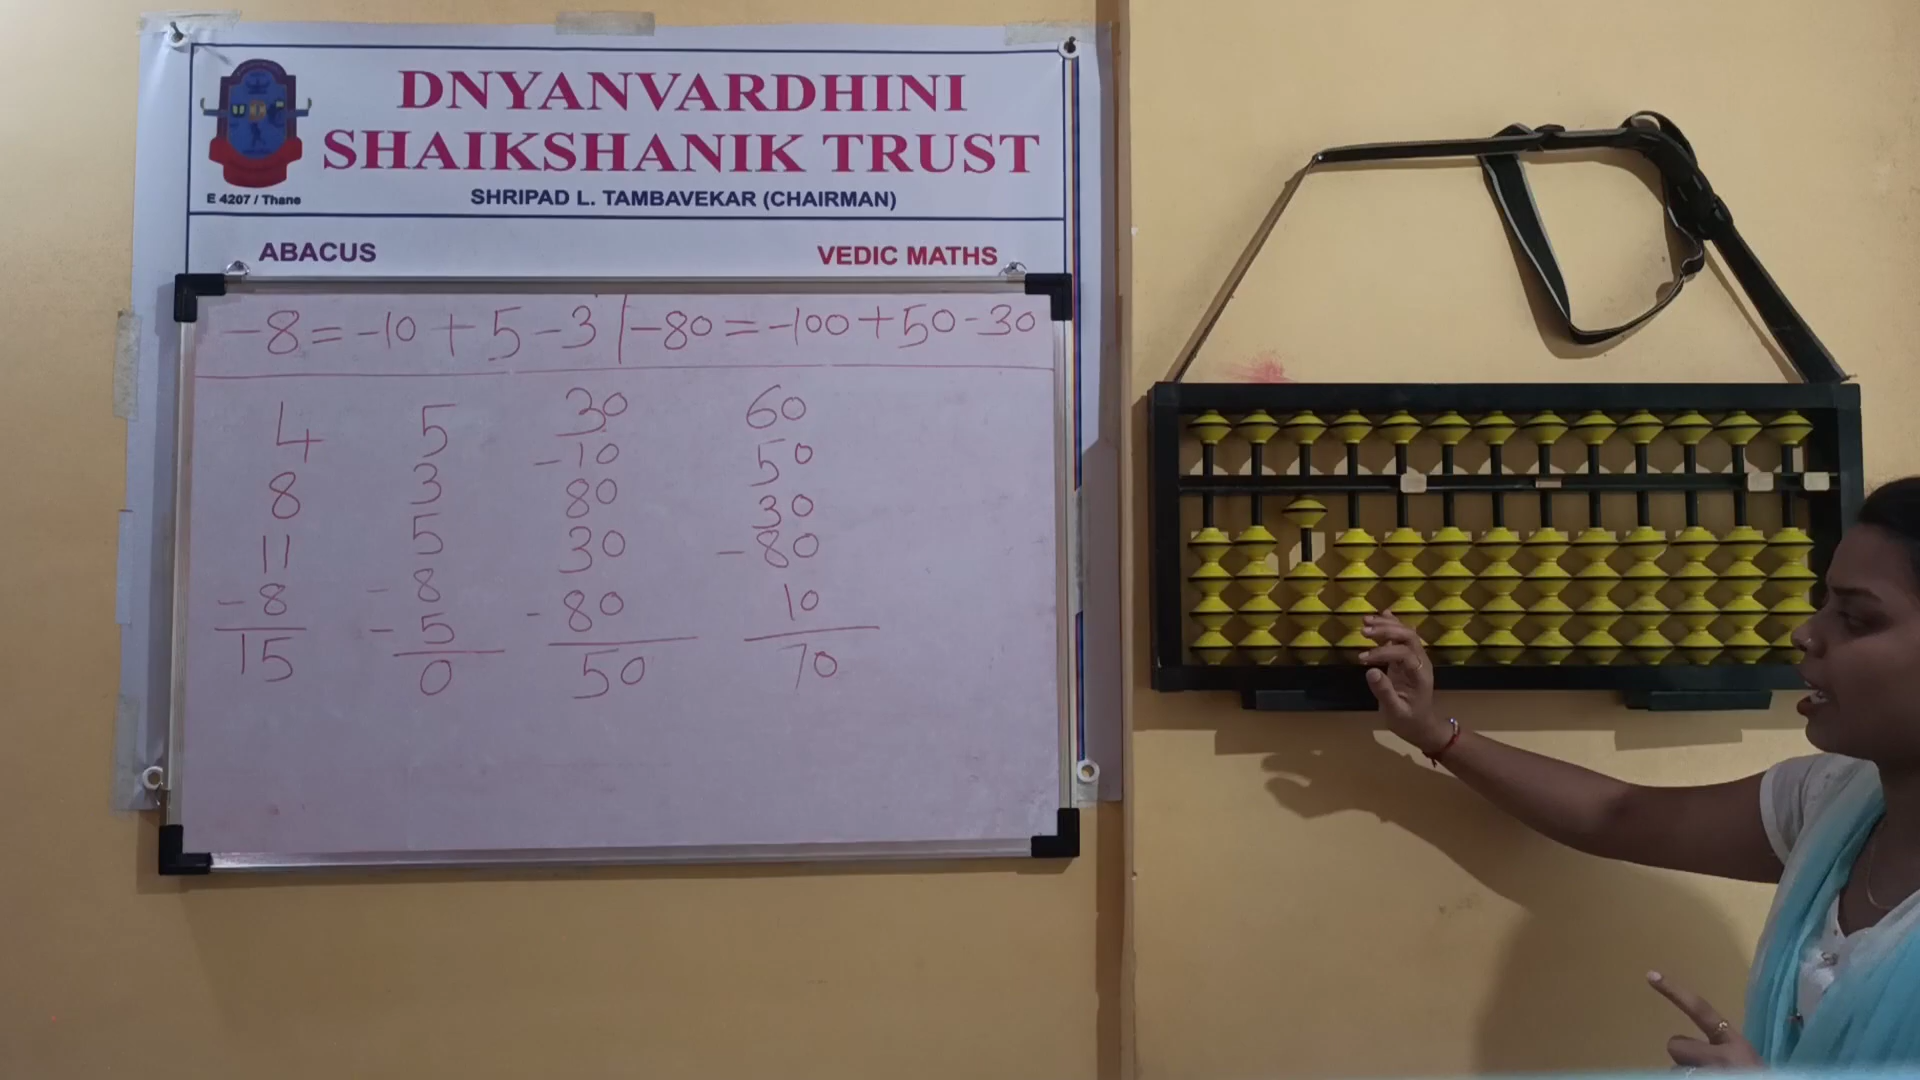 DNYANVARDHINI
SHAIKSHANIK TRUST
E 4207 / Thane
SHRIPAD L. TAMBAVEKAR (CHAIRMAN)
ABACUS
VEDIC MATHS
-8=-10+5-3 | -80=-100+50-30
4 5 30 60
8 3 -10 50
11 5 80 30
-8 -8 30 -80
15 -5 -80 10
0 50 70